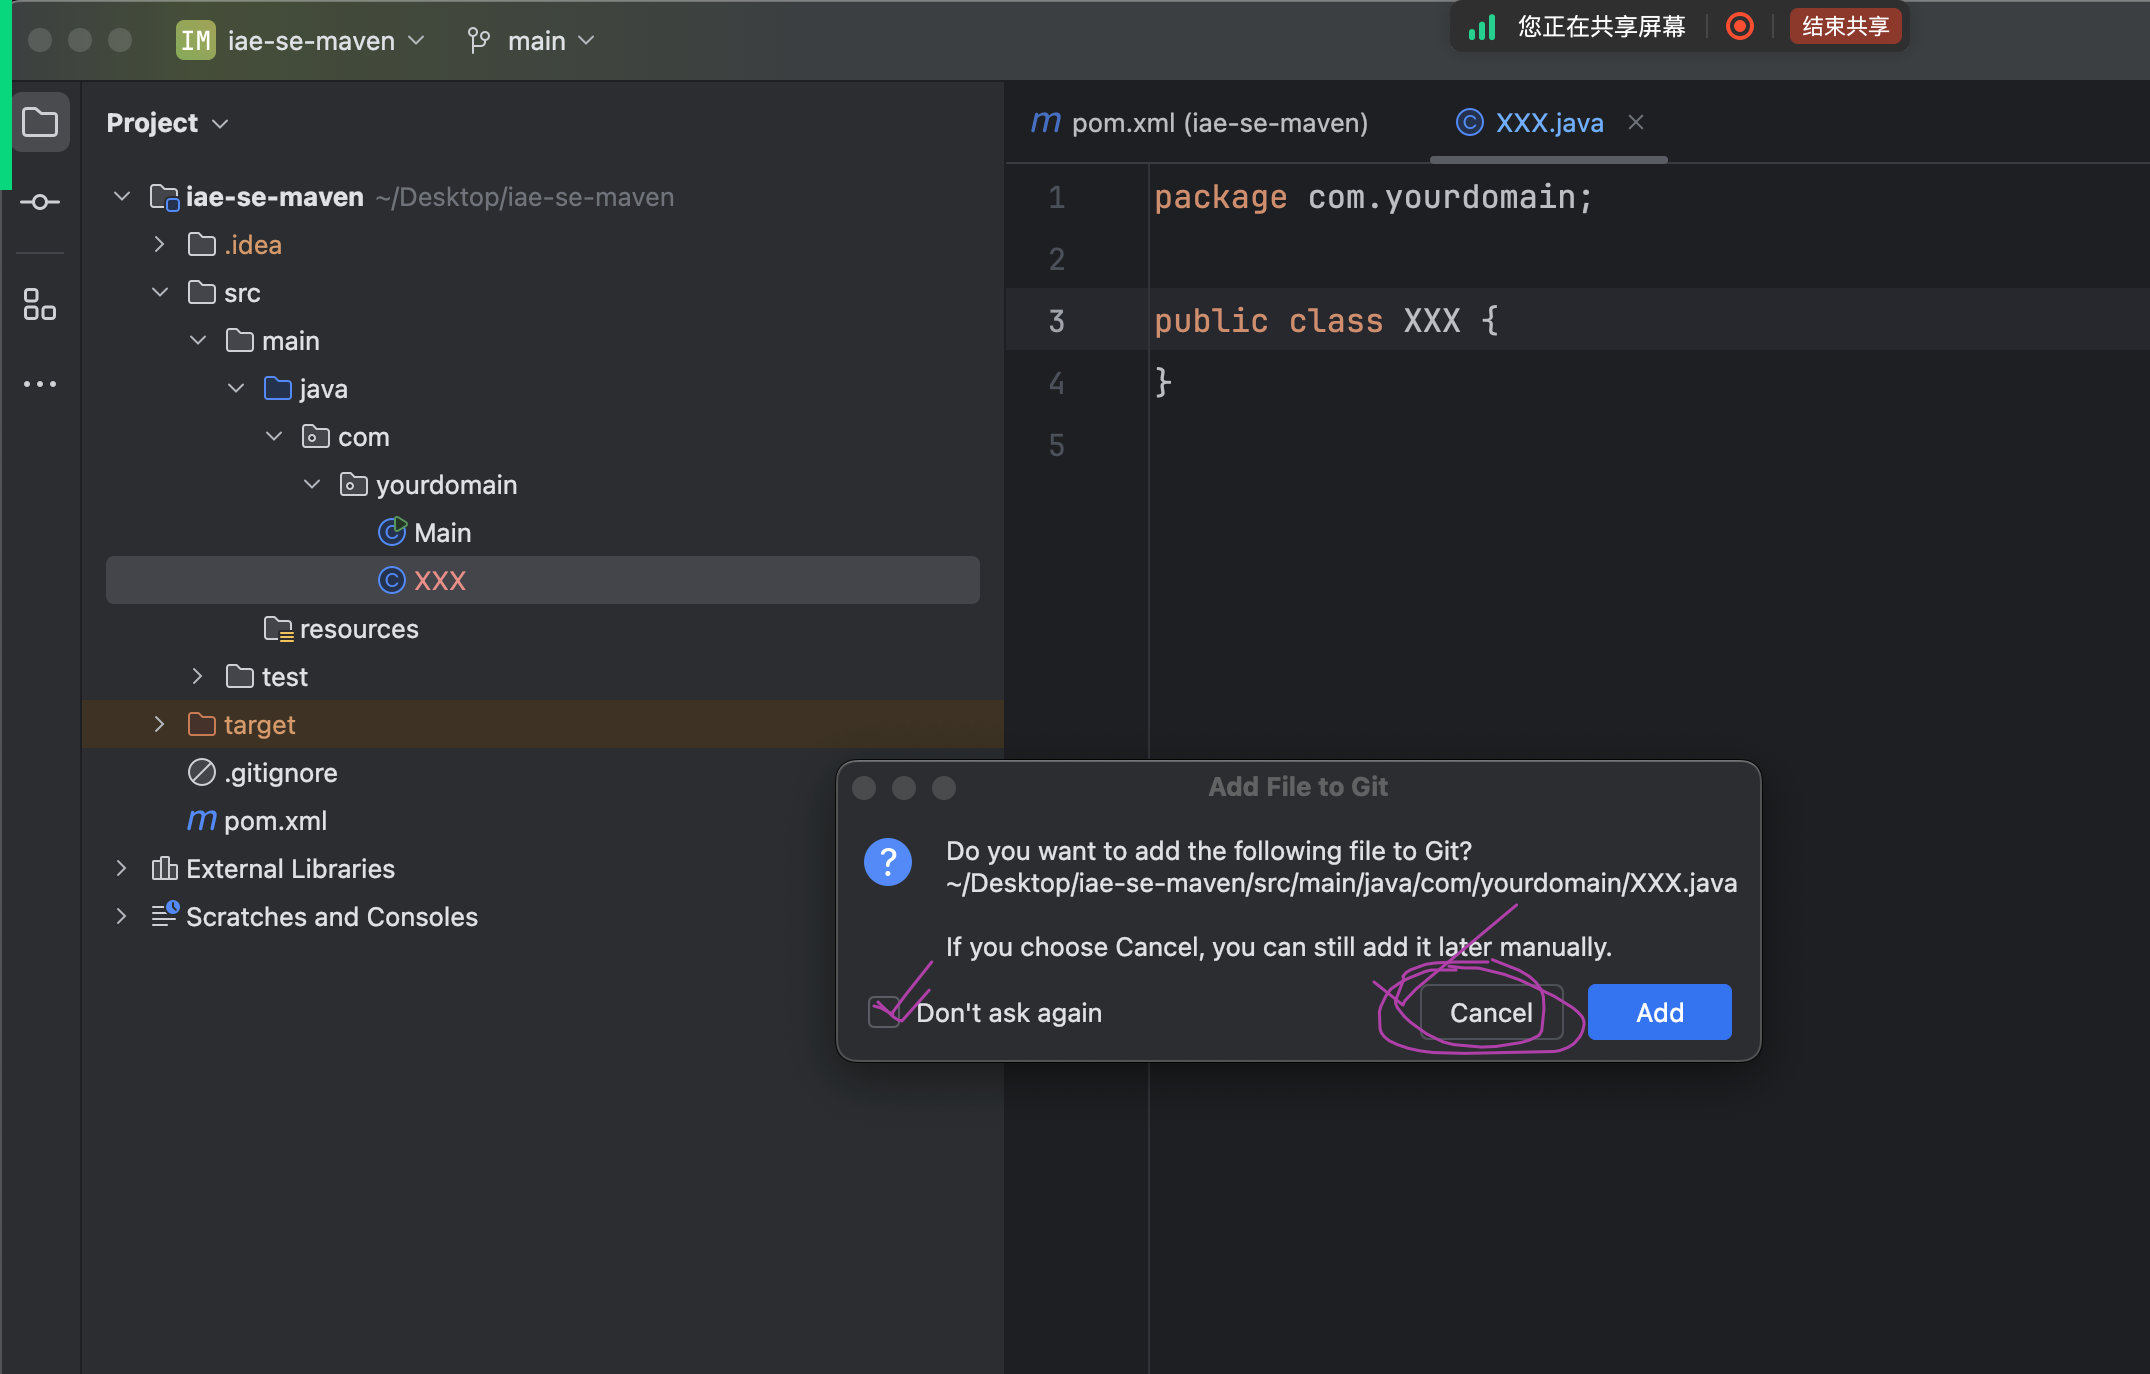 IM iae-se-maven main
您正在共享屏幕 结束共享
Project
iae-se-maven ~/Desktop/iae-se-maven
.idea
src
main
java
com
yourdomain
Main
XXX
resources
test
target
.gitignore
pom.xml
External Libraries
Scratches and Consoles
pom.xml (iae-se-maven) XXX.java
1 package com.yourdomain;
2
3 public class XXX {
4 }
5
Add File to Git
Do you want to add the following file to Git?
~/Desktop/iae-se-maven/src/main/java/com/yourdomain/XXX.java
If you choose Cancel, you can still add it later manually.
Don't ask again Cancel Add